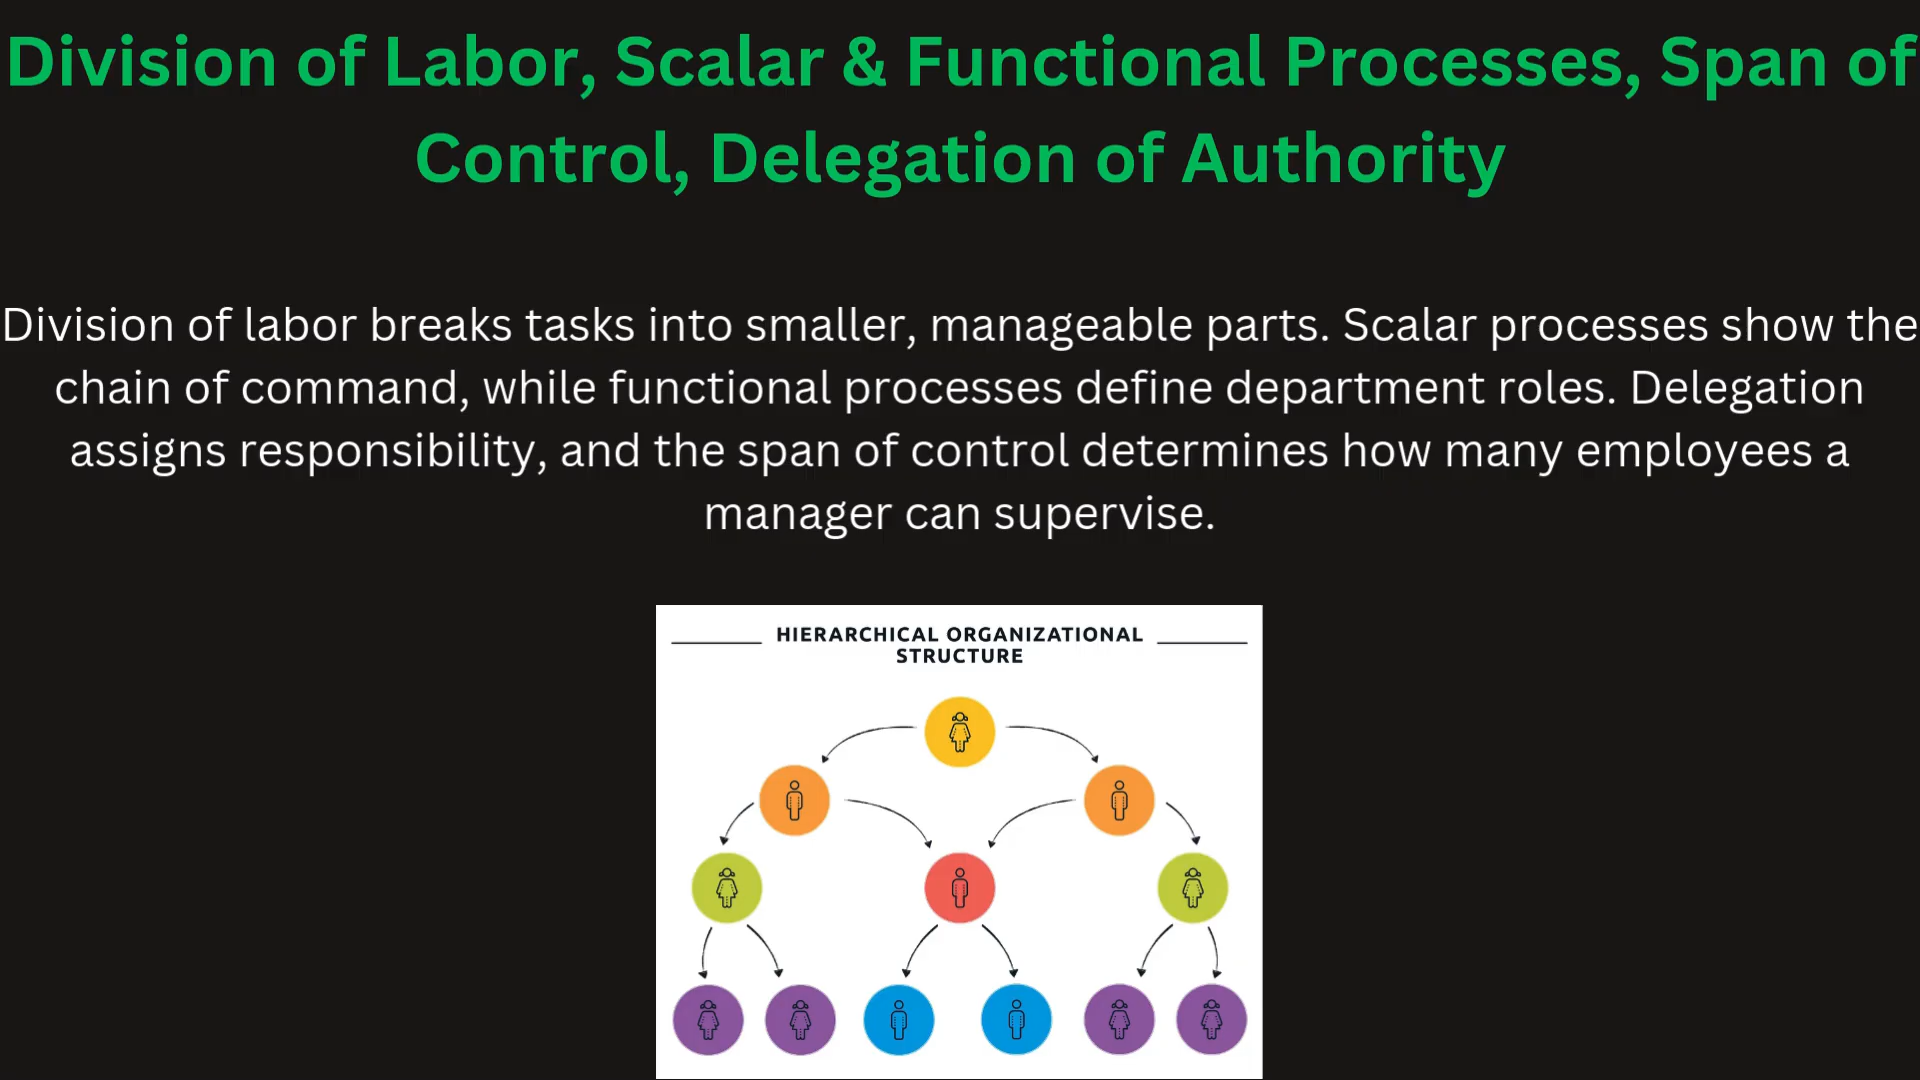 Division of Labor, Scalar & Functional Processes, Span of
Control, Delegation of Authority
Division of labor breaks tasks into smaller, manageable parts. Scalar processes show the
chain of command, while functional processes define department roles. Delegation
assigns responsibility, and the span of control determines how many employees a
manager can supervise.
HIERARCHICAL ORGANIZATIONAL
STRUCTURE